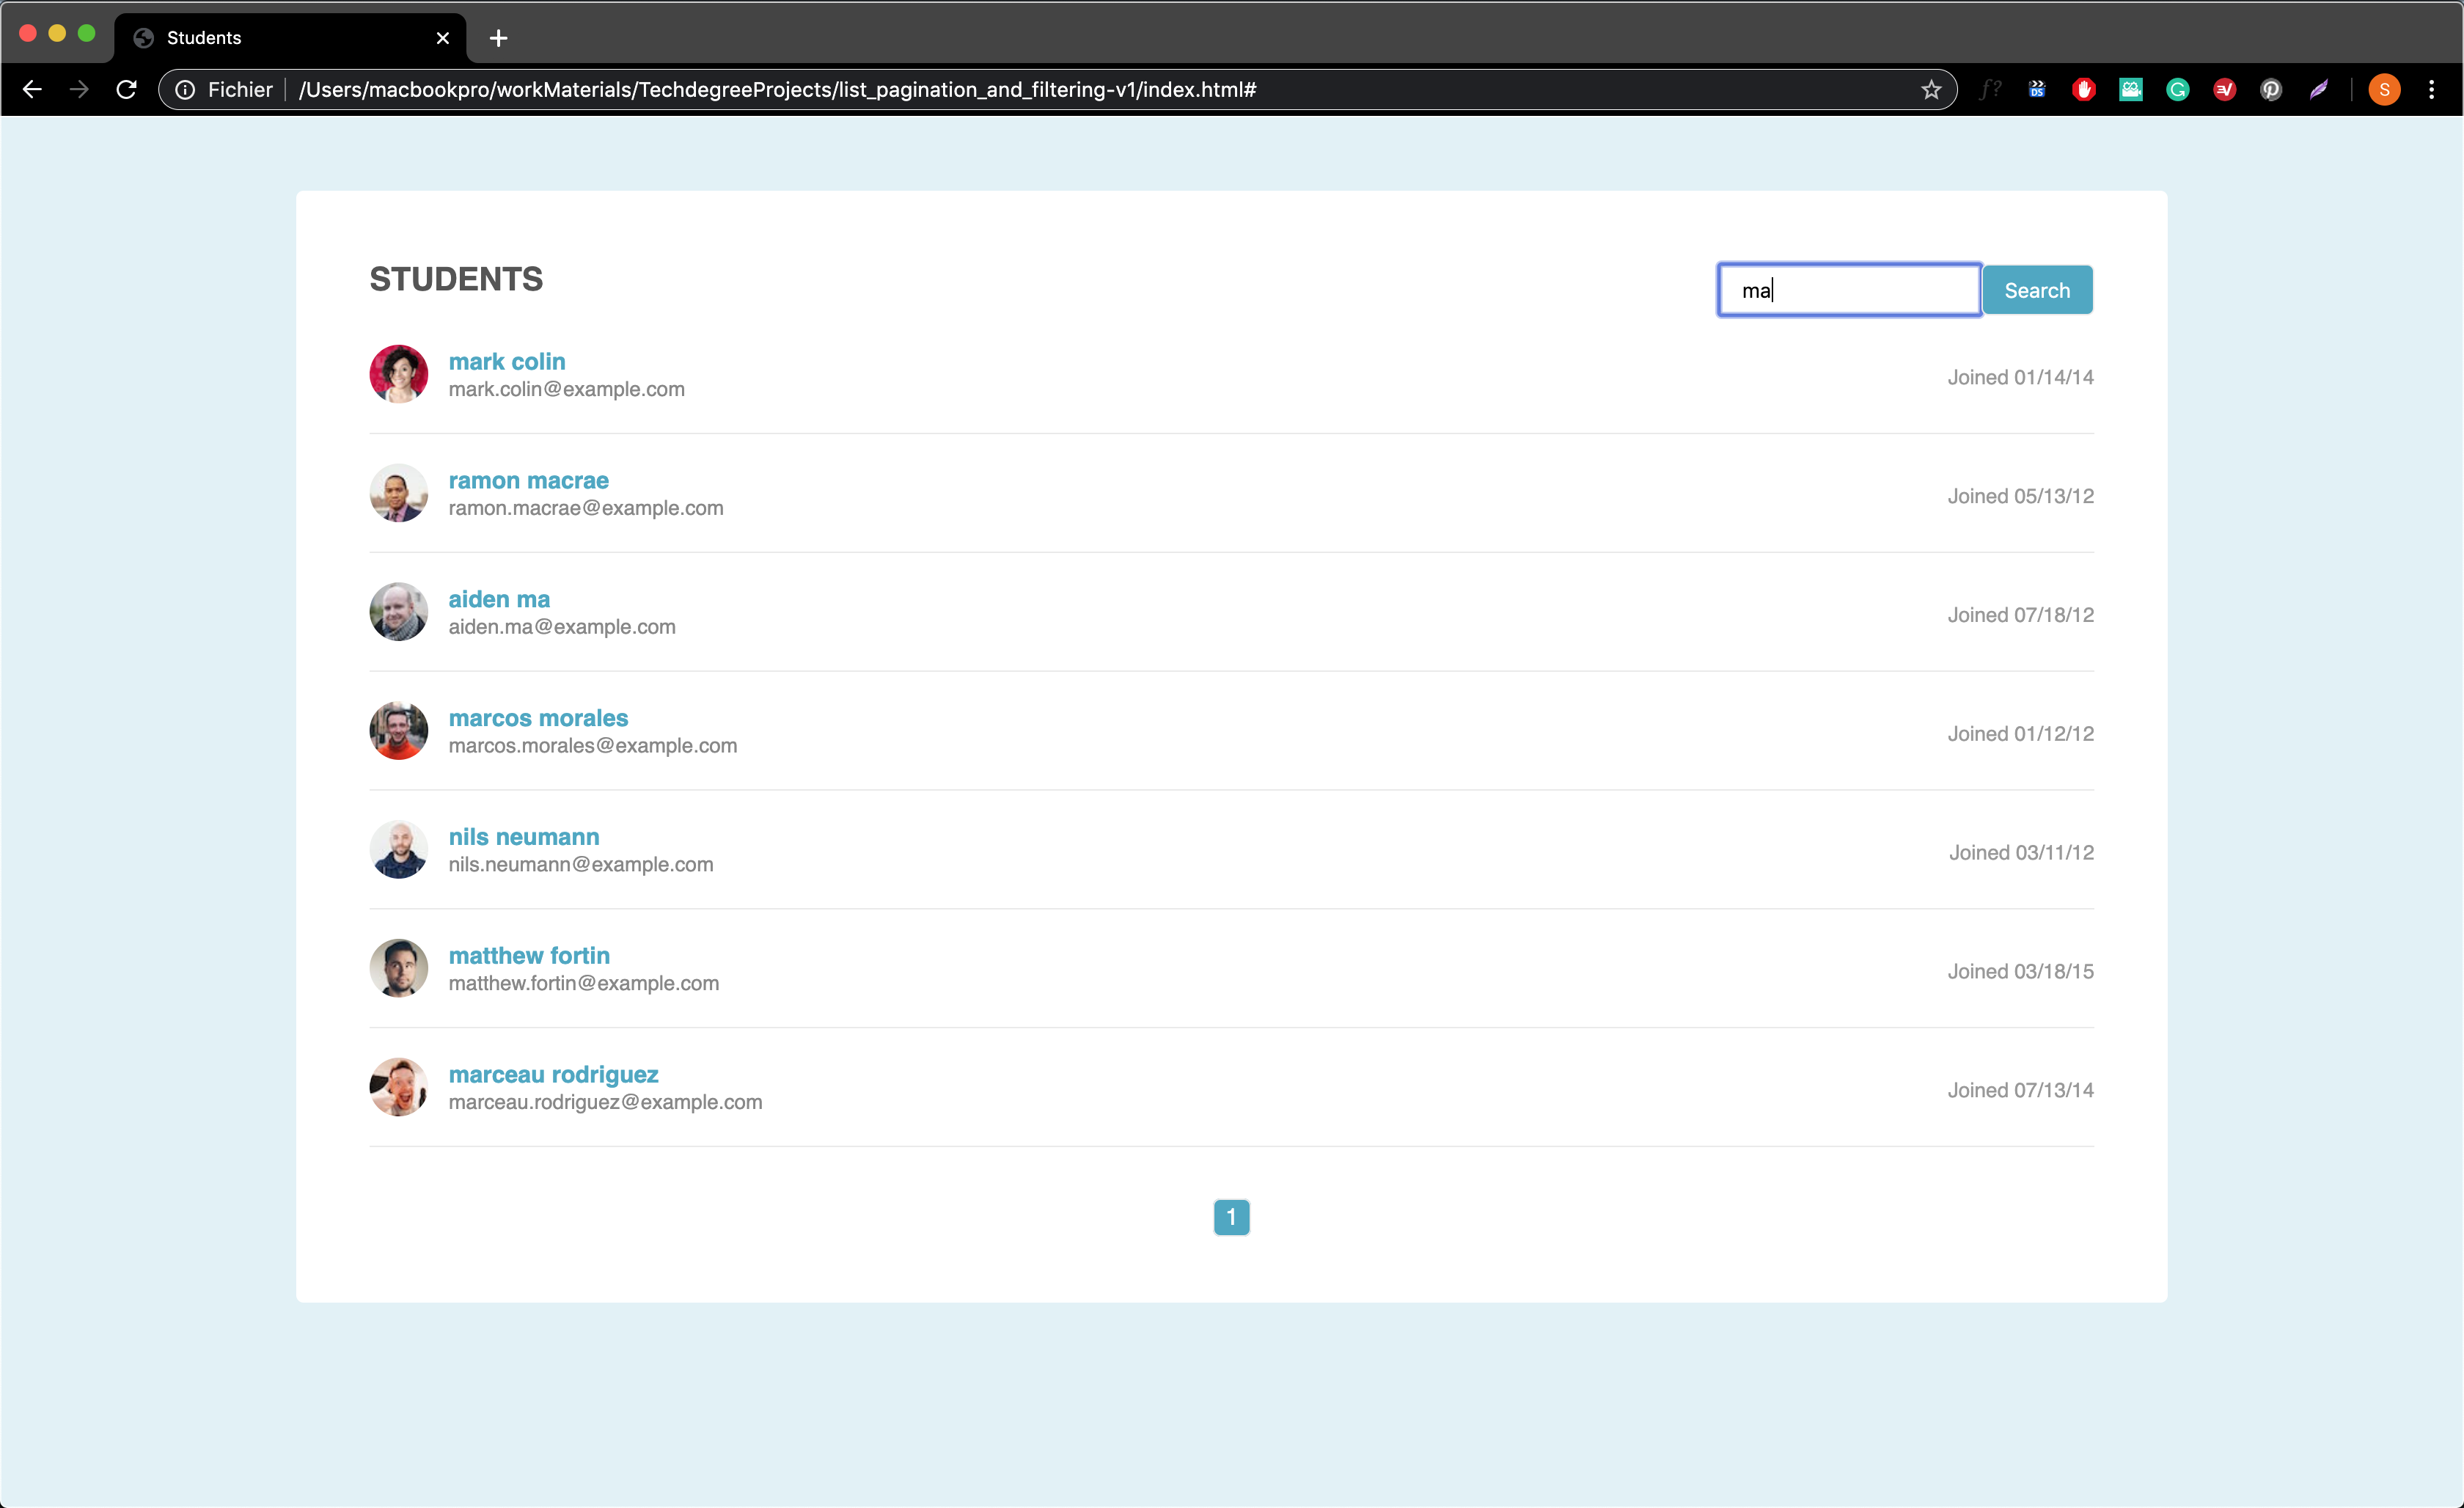 Students
Fichier /Users/macbookpro/workMaterials/TechdegreeProjects/list_pagination_and_filtering-v1/index.html#
f?
DS
S
STUDENTS
ma
Search
mark colin
mark.colin@example.com
Joined 01/14/14
ramon macrae
ramon.macrae@example.com
Joined 05/13/12
aiden ma
aiden.ma@example.com
Joined 07/18/12
marcos morales
marcos.morales@example.com
Joined 01/12/12
nils neumann
nils.neumann@example.com
Joined 03/11/12
matthew fortin
matthew.fortin@example.com
Joined 03/18/15
marceau rodriguez
marceau.rodriguez@example.com
Joined 07/13/14
1